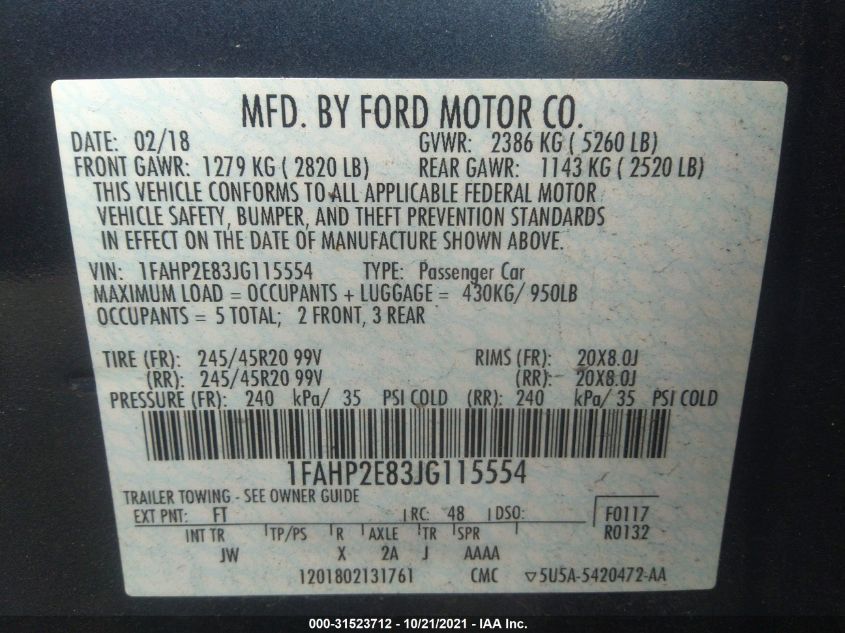 MFD. BY FORD MOTOR CO.
DATE: 02/18 GVWR: 2386 KG ( 5260 LB)
FRONT GAWR: 1279 KG ( 2820 LB) REAR GAWR: 1143 KG ( 2520 LB)
THIS VEHICLE CONFORMS TO ALL APPLICABLE FEDERAL MOTOR
VEHICLE SAFETY, BUMPER, AND THEFT PREVENTION STANDARDS
IN EFFECT ON THE DATE OF MANUFACTURE SHOWN ABOVE.
VIN: 1FAHP2E83JG115554 TYPE: Passenger Car
MAXIMUM LOAD = OCCUPANTS + LUGGAGE = 430KG/ 950LB
OCCUPANTS = 5 TOTAL; 2 FRONT, 3 REAR
TIRE (FR): 245/45R20 99V RIMS (FR): 20X8.0J
(RR): 245/45R20 99V (RR): 20X8.0J
PRESSURE (FR): 240 kPa/ 35 PSI COLD (RR): 240 kPa/ 35 PSI COLD
1FAHP2E83JG115554
TRAILER TOWING - SEE OWNER GUIDE
EXT PNT: FT RC: 48 DSO: F0117
INT TR TP/PS R AXLE TR SPR R0132
JW X 2A J AAAA
1201802131761 CMC ▽5U5A-5420472-AA
000-31523712 - 10/21/2021 - IAA Inc.